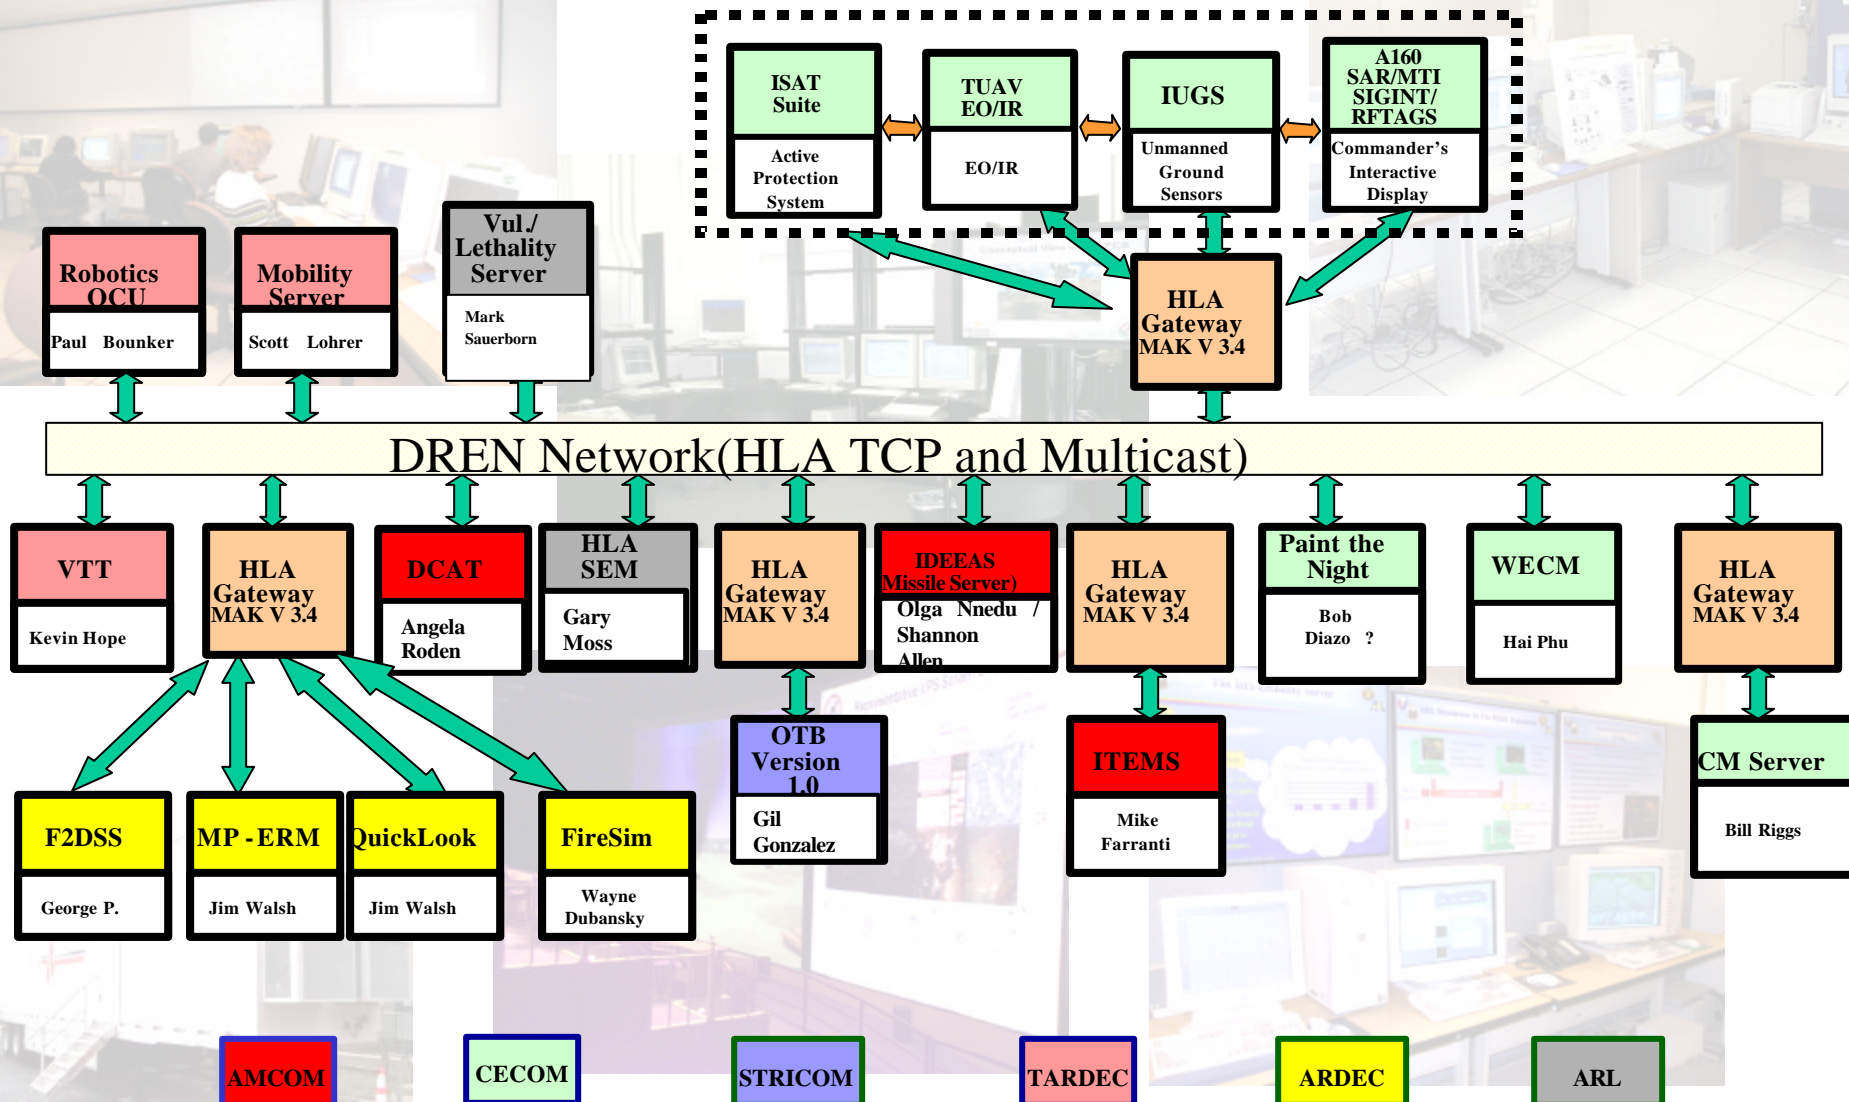 ISAT
Suite
Active
Protection
System
TUAV
EO/IR
EO/IR
IUGS
Unmanned
Ground
Sensors
A160
SAR/MTI
SIGINT/
RFTAGS
Commander's
Interactive
Display
Robotics
OCU
Paul Bounker
Mobility
Server
Scott Lohrer
Vul./
Lethality
Server
Mark
Sauerborn
HLA
Gateway
MAK V 3.4
DREN Network(HLA TCP and Multicast)
VTT
Kevin Hope
HLA
Gateway
MAK V 3.4
DCAT
Angela
Roden
HLA
SEM
Gary
Moss
HLA
Gateway
MAK V 3.4
IDEEAS
Missile Server)
Olga Nnedu /
Shannon
Allen
HLA
Gateway
MAK V 3.4
Paint the
Night
Bob
Diazo ?
WECM
Hai Phu
HLA
Gateway
MAK V 3.4
F2DSS
George P.
MP - ERM
Jim Walsh
QuickLook
Jim Walsh
FireSim
Wayne
Dubansky
OTB
Version
1.0
Gil
Gonzalez
ITEMS
Mike
Farranti
CM Server
Bill Riggs
AMCOM
CECOM
STRICOM
TARDEC
ARDEC
ARL